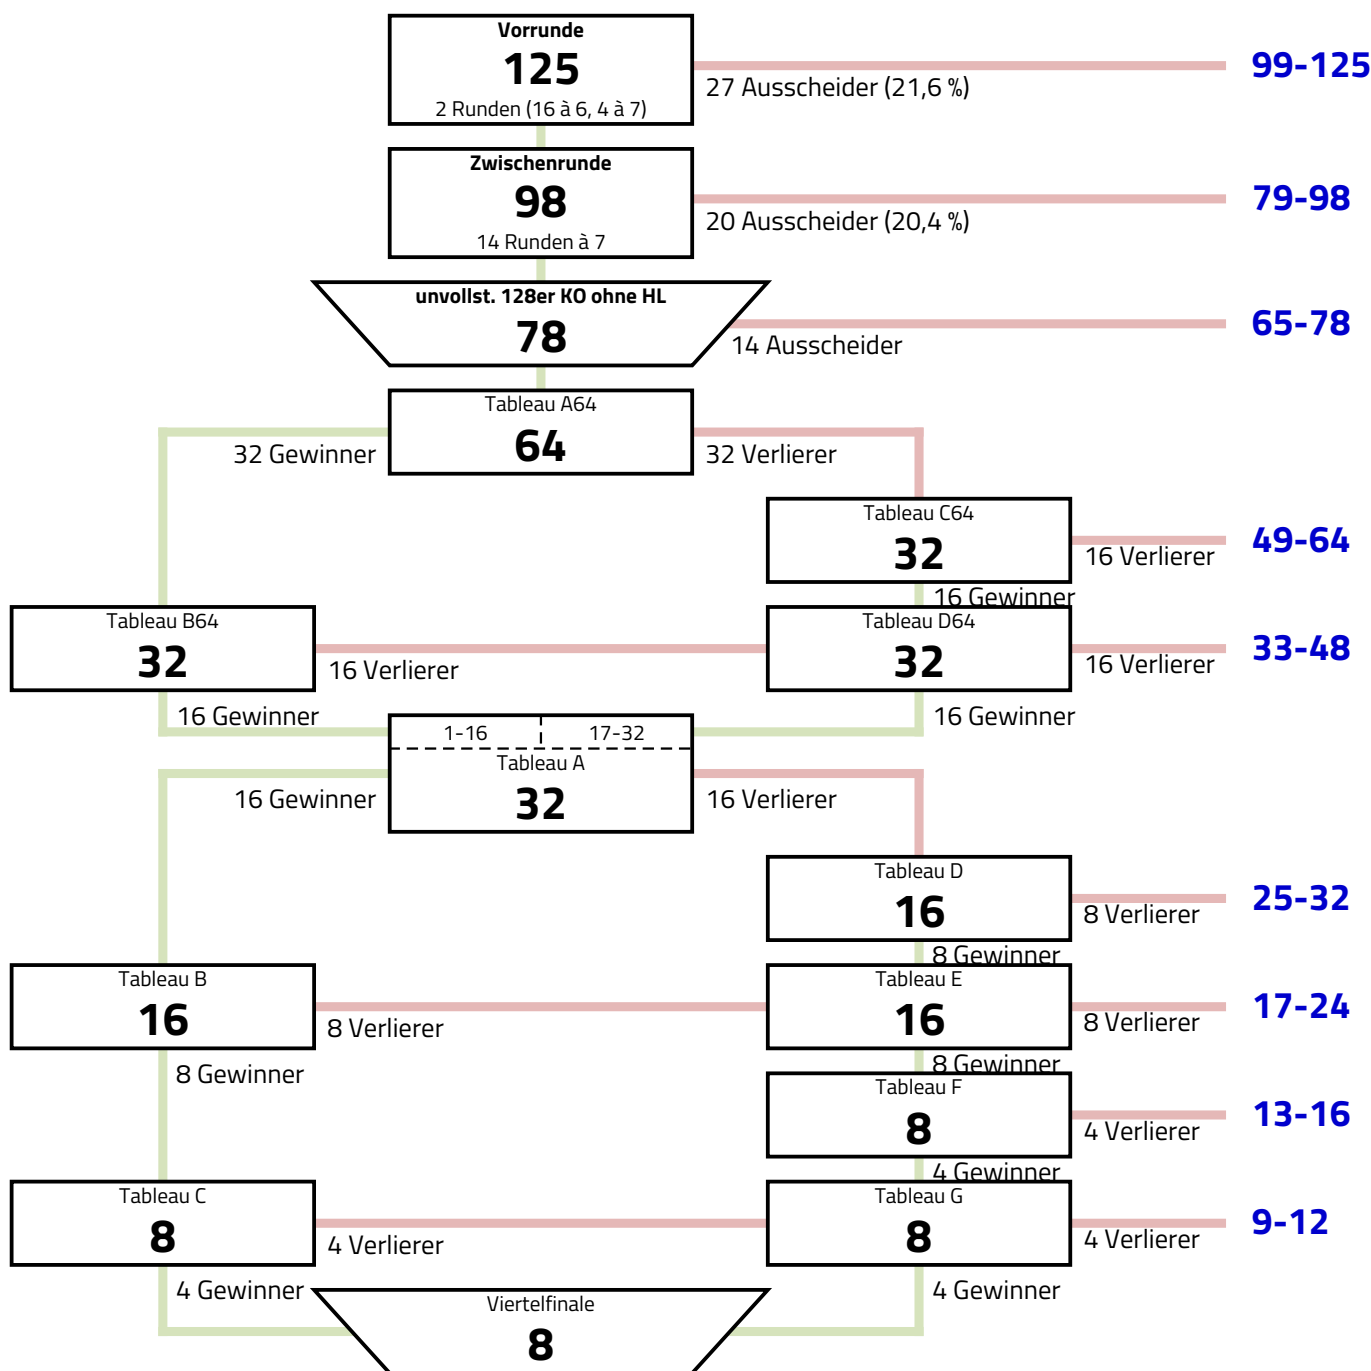 Vorrunde
125
2 Runden (16 à 6, 4 à 7)
27 Ausscheider (21,6 %)
99-125
Zwischenrunde
98
14 Runden à 7
20 Ausscheider (20,4 %)
79-98
unvollst. 128er KO ohne HL
78
14 Ausscheider
65-78
Tableau A64
64
32 Gewinner
32 Verlierer
Tableau C64
32
16 Verlierer
49-64
16 Gewinner
Tableau B64
32
16 Verlierer
Tableau D64
32
16 Verlierer
33-48
16 Gewinner
16 Gewinner
1-16
17-32
Tableau A
32
16 Gewinner
16 Verlierer
Tableau D
16
8 Verlierer
25-32
8 Gewinner
Tableau B
16
8 Verlierer
Tableau E
16
8 Verlierer
17-24
8 Gewinner
8 Gewinner
Tableau F
8
4 Verlierer
13-16
4 Gewinner
Tableau C
8
4 Verlierer
Tableau G
8
4 Verlierer
9-12
4 Gewinner
4 Gewinner
Viertelfinale
8